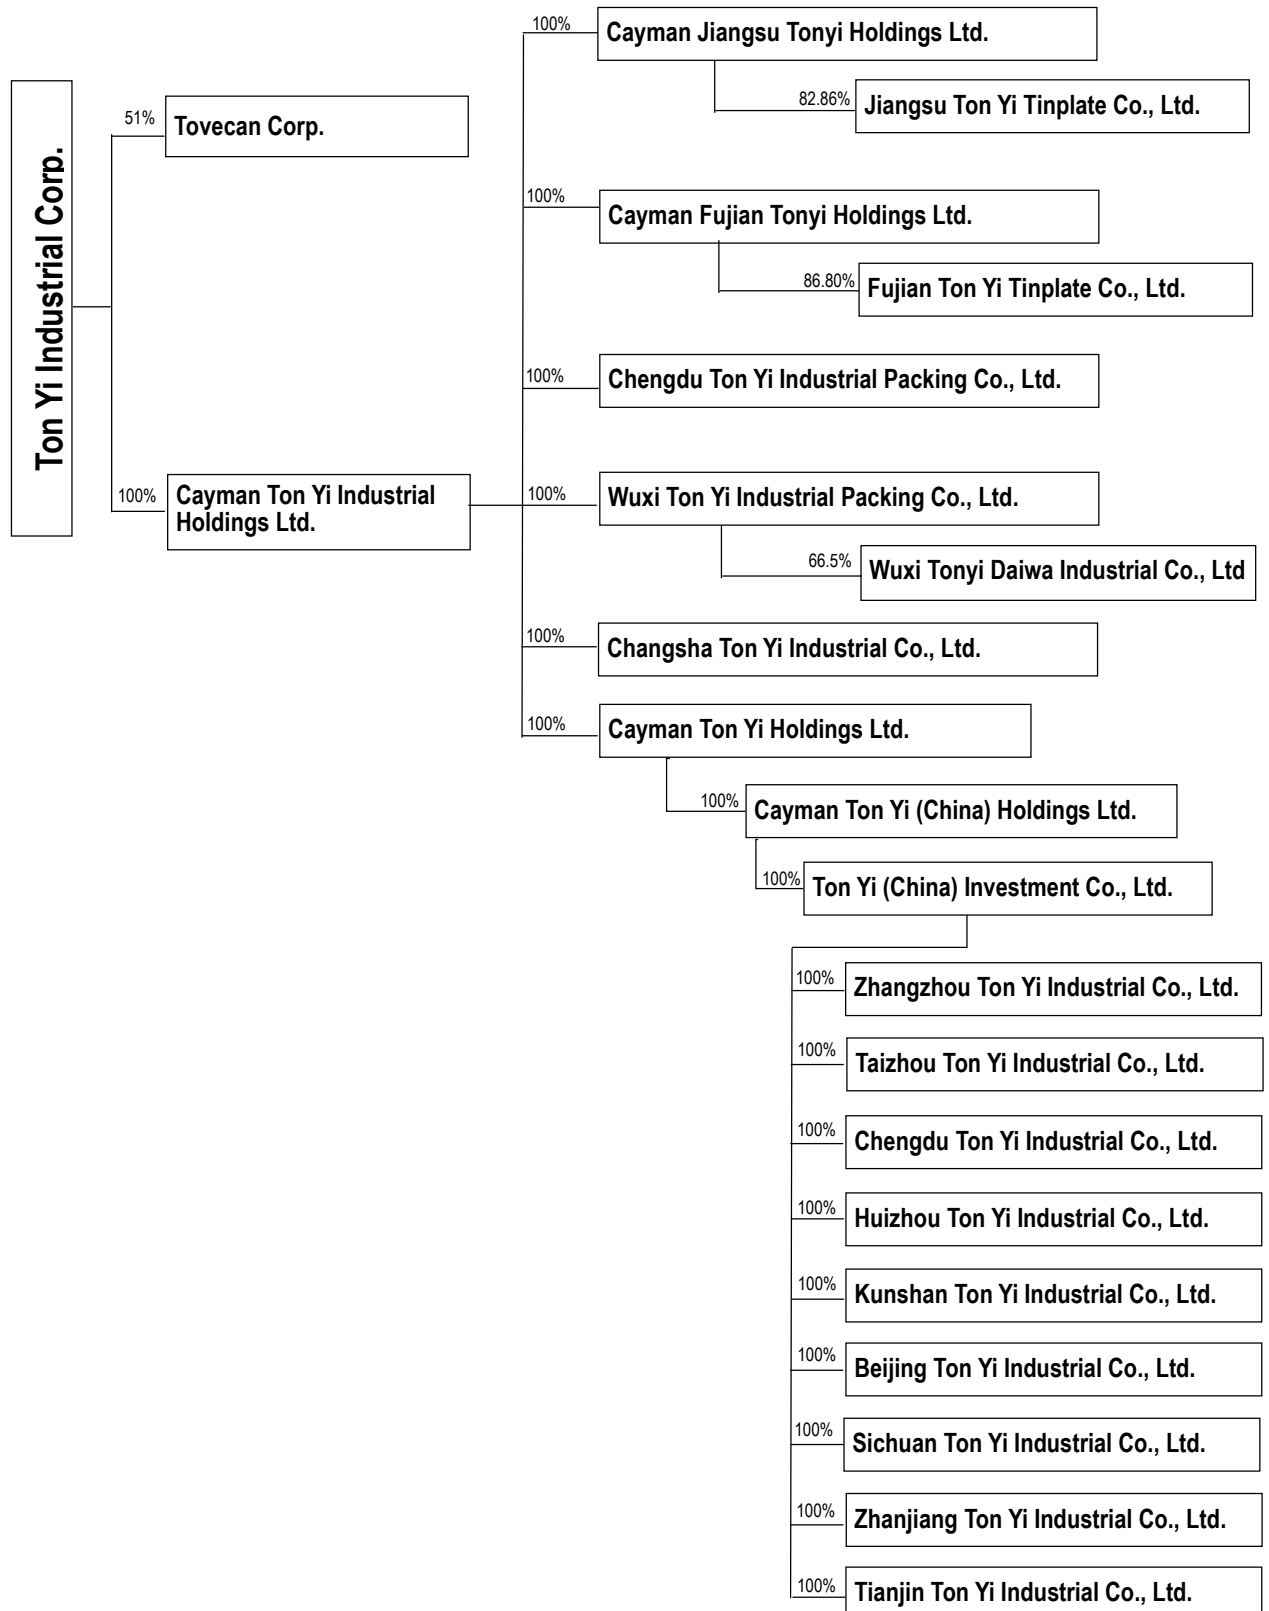 Ton Yi Industrial Corp.
51%
Tovecan Corp.
100%
Cayman Ton Yi Industrial
Holdings Ltd.
100%
Cayman Jiangsu Tonyi Holdings Ltd.
82.86%
Jiangsu Ton Yi Tinplate Co., Ltd.
100%
Cayman Fujian Tonyi Holdings Ltd.
86.80%
Fujian Ton Yi Tinplate Co., Ltd.
100%
Chengdu Ton Yi Industrial Packing Co., Ltd.
100%
Wuxi Ton Yi Industrial Packing Co., Ltd.
66.5%
Wuxi Tonyi Daiwa Industrial Co., Ltd
100%
Changsha Ton Yi Industrial Co., Ltd.
100%
Cayman Ton Yi Holdings Ltd.
100%
Cayman Ton Yi (China) Holdings Ltd.
100%
Ton Yi (China) Investment Co., Ltd.
100%
Zhangzhou Ton Yi Industrial Co., Ltd.
100%
Taizhou Ton Yi Industrial Co., Ltd.
100%
Chengdu Ton Yi Industrial Co., Ltd.
100%
Huizhou Ton Yi Industrial Co., Ltd.
100%
Kunshan Ton Yi Industrial Co., Ltd.
100%
Beijing Ton Yi Industrial Co., Ltd.
100%
Sichuan Ton Yi Industrial Co., Ltd.
100%
Zhanjiang Ton Yi Industrial Co., Ltd.
100%
Tianjin Ton Yi Industrial Co., Ltd.